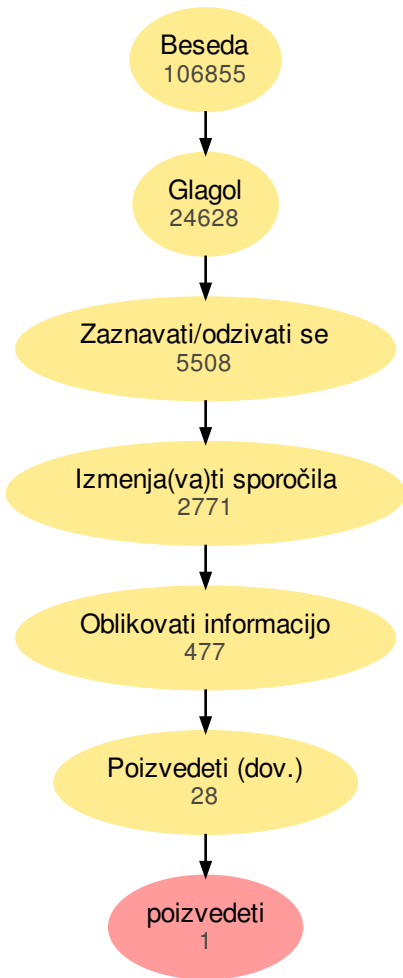 Beseda
106855
Glagol
24628
Zaznavati/odzivati se
5508
Izmenja(va)ti sporočila
2771
Oblikovati informacijo
477
Poizvedeti (dov.)
28
poizvedeti
1